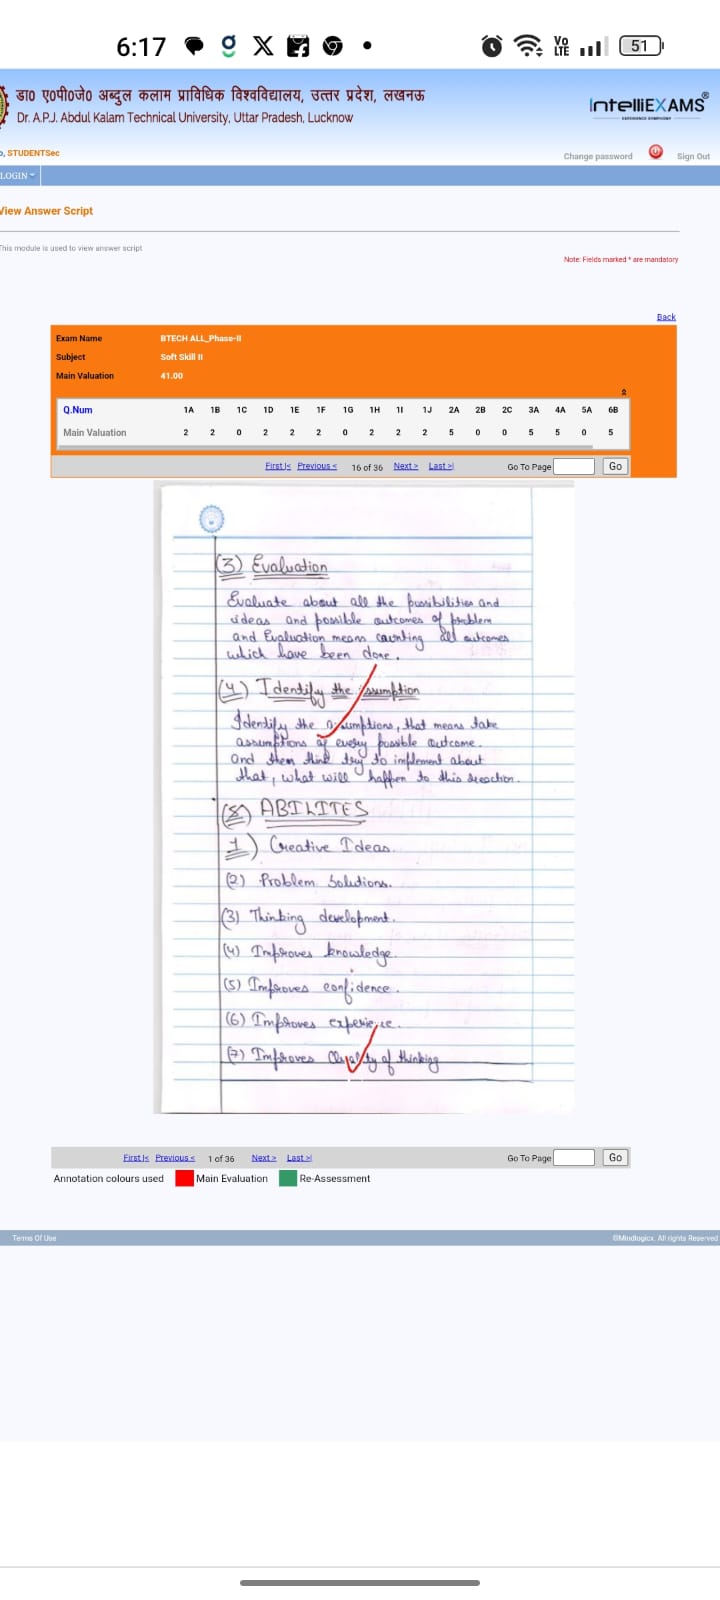 6:17
Vo LTE
51
डा० ए०पी०जे० अब्दुल कलाम प्राविधिक विश्वविद्यालय, उत्तर प्रदेश, लखनऊ
Dr. A.P.J. Abdul Kalam Technical University, Uttar Pradesh, Lucknow
IntelliEXAMS®
o, STUDENTSec
Change password
Sign Out
LOGIN
View Answer Script
This module is used to view answer script
Note: Fields marked * are mandatory
Back
Exam Name BTECH ALL_Phase-II
Subject Soft Skill II
Main Valuation 41.00
Q.Num 1A 1B 1C 1D 1E 1F 1G 1H 1I 1J 2A 2B 2C 3A 4A 5A 6B
Main Valuation 2 2 0 2 2 2 0 2 2 2 5 0 0 5 5 0 5
First|< Previous < 16 of 36 Next > Last >| Go To Page Go
(3) Evaluation
Evaluate about all the possibilities and
ideas and possible outcomes of problem
and Evaluation means counting all outcomes
which have been done.
(4) Identify the Assumption
Identify the assumptions, that means take
assumptions of every possible outcome.
and them think try to implement about
that, what will happen to this reaction.
(8) ABILITES
1) Creative Ideas.
(2) Problem Solutions.
(3) Thinking development.
(4) Improves knowledge.
(5) Improves confidence.
(6) Improves experience.
(7) Improves Quality of thinking
First|< Previous < 1 of 36 Next > Last >| Go To Page Go
Annotation colours used Main Evaluation Re-Assessment
Terms Of Use
©Mindlogicx. All rights Reserved